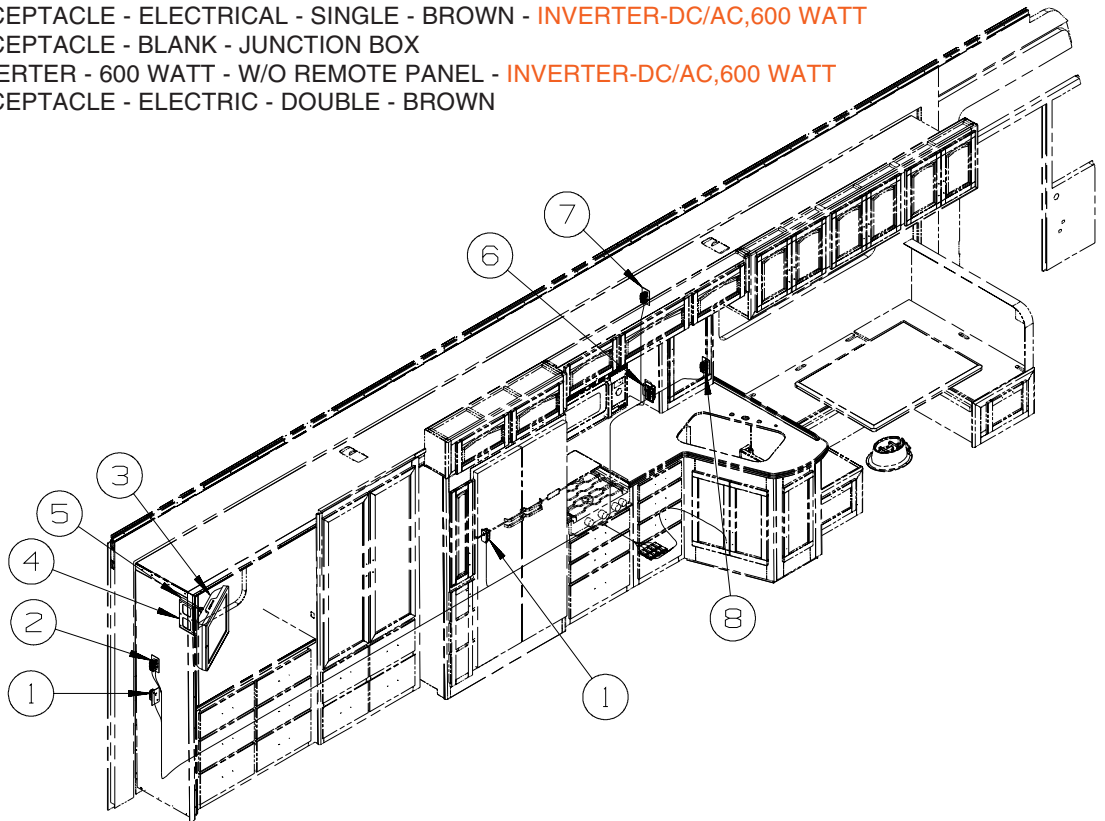 CEPTACLE - ELECTRICAL - SINGLE - BROWN - INVERTER-DC/AC,600 WATT
CEPTACLE - BLANK - JUNCTION BOX
ERTER - 600 WATT - W/O REMOTE PANEL - INVERTER-DC/AC,600 WATT
CEPTACLE - ELECTRIC - DOUBLE - BROWN
7
6
3
5
4
2
8
1
1